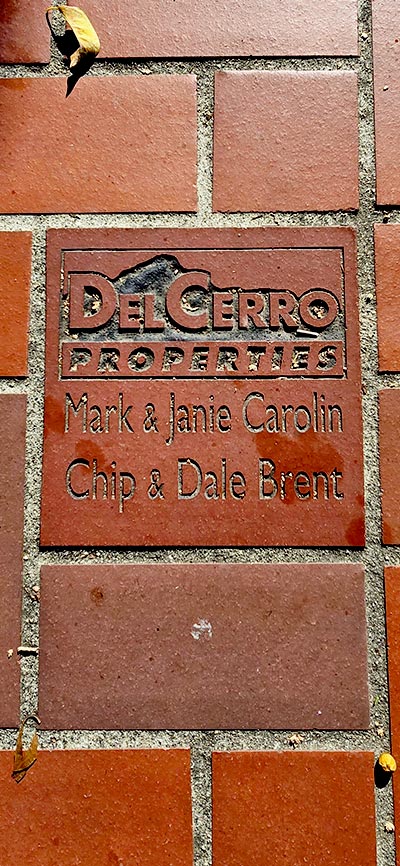 DELCERRO
PROPERTIES
Mark & Janie Carolin
Chip & Dale Brent